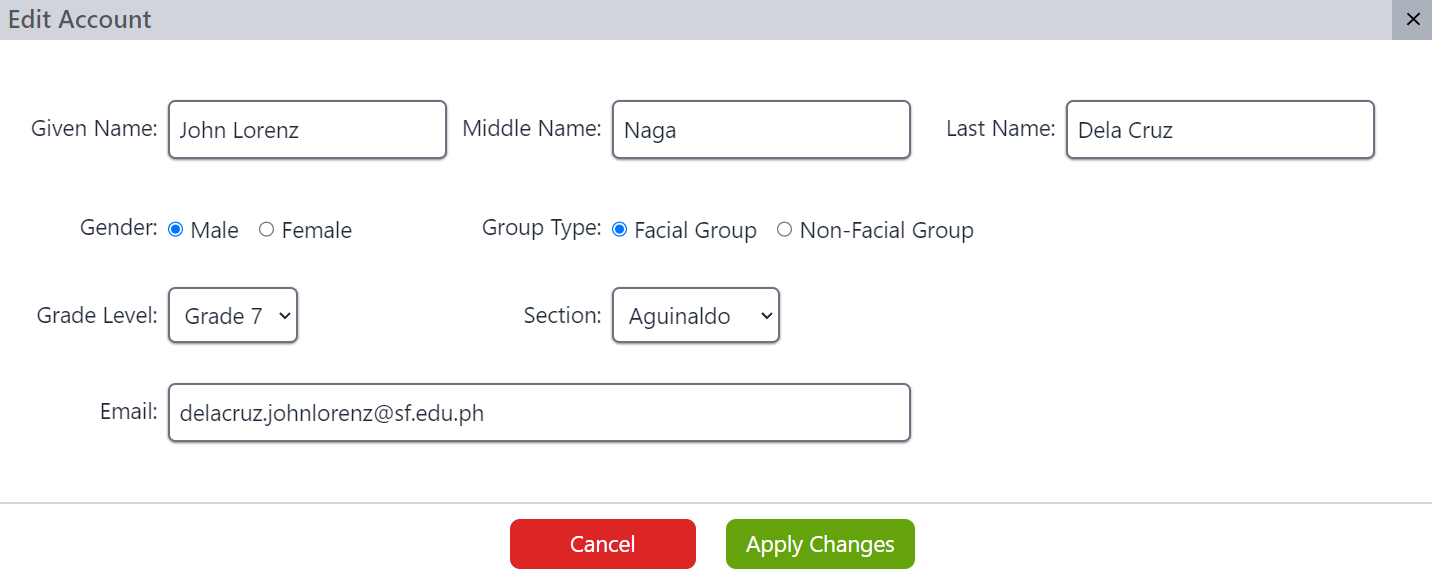 Edit Account
Given Name: John Lorenz Middle Name: Naga Last Name: Dela Cruz
Gender: Male Female Group Type: Facial Group Non-Facial Group
Grade Level: Grade 7 Section: Aguinaldo
Email: delacruz.johnlorenz@sf.edu.ph
Cancel Apply Changes